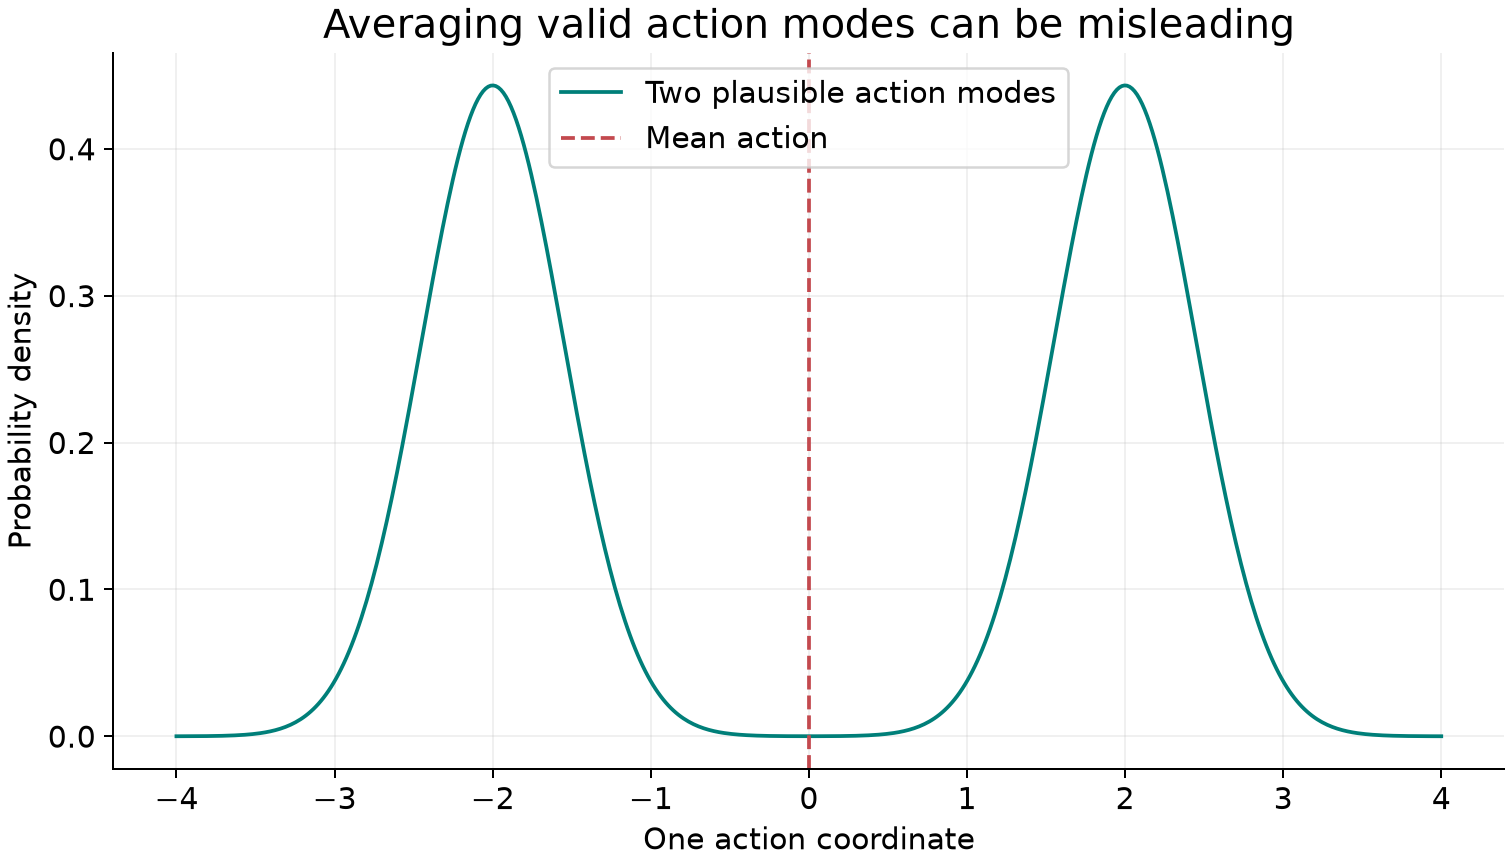 Averaging valid action modes can be misleading
Two plausible action modes
Mean action
Probability density
0.4
0.3
0.2
0.1
0.0
−4 −3 −2 −1 0 1 2 3 4
One action coordinate